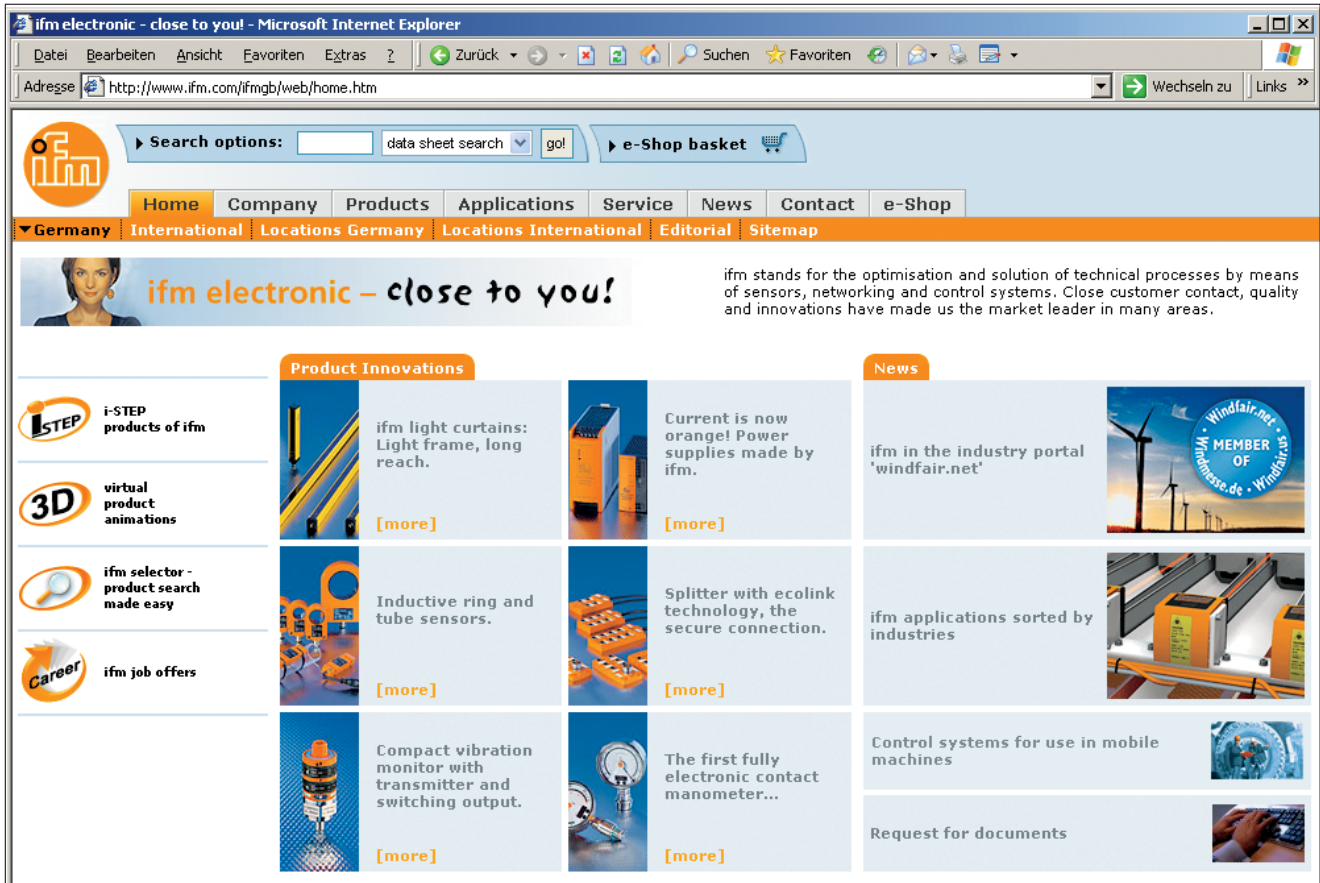 ifm electronic - close to you! - Microsoft Internet Explorer
Datei Bearbeiten Ansicht Favoriten Extras ? Zurück Suchen Favoriten
Adresse http://www.ifm.com/ifmgb/web/home.htm Wechseln zu Links »
ifm
Search options: data sheet search go! e-Shop basket
Home Company Products Applications Service News Contact e-Shop
Germany International Locations Germany Locations International Editorial Sitemap
ifm electronic – close to you!
ifm stands for the optimisation and solution of technical processes by means
of sensors, networking and control systems. Close customer contact, quality
and innovations have made us the market leader in many areas.
iSTEP
i-STEP
products of ifm
3D
virtual
product
animations
ifm selector -
product search
made easy
Career
ifm job offers
Product Innovations
ifm light curtains:
Light frame, long
reach.
[more]
Current is now
orange! Power
supplies made by
ifm.
[more]
Inductive ring and
tube sensors.
[more]
Splitter with ecolink
technology, the
secure connection.
[more]
Compact vibration
monitor with
transmitter and
switching output.
[more]
The first fully
electronic contact
manometer...
[more]
News
ifm in the industry portal
'windfair.net'
Windfair.net • Windfair.us • Windmesse.de •
MEMBER
OF
ifm applications sorted by
industries
Control systems for use in mobile
machines
Request for documents